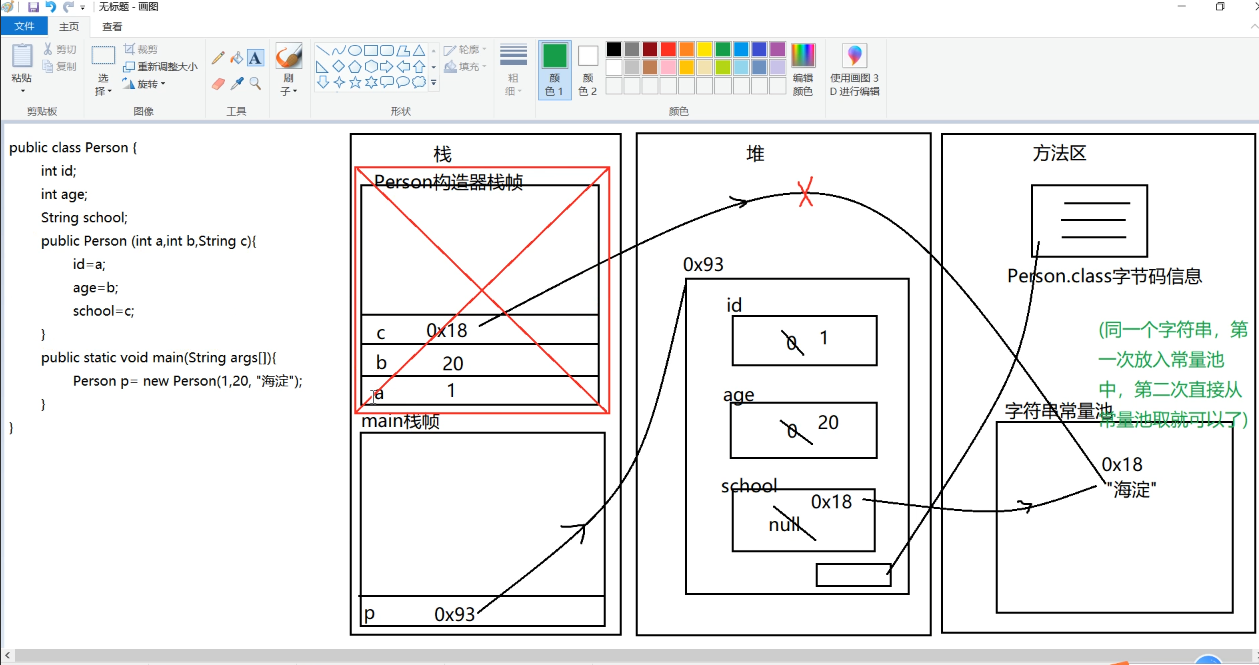 无标题 - 画图
文件 主页 查看
粘贴
剪切
复制
剪贴板
选择
裁剪
重新调整大小
旋转
图像
A
工具
刷子
形状
轮廓
填充
粗细
颜色 1
颜色 2
颜色
编辑颜色
使用画图 3D 进行编辑
public class Person {
int id;
int age;
String school;
public Person (int a,int b,String c){
id=a;
age=b;
school=c;
}
public static void main(String args[]){
Person p= new Person(1,20, "海淀");
}
}
栈
Person构造器栈帧
c 0x18
b 20
a 1
main栈帧
p 0x93
堆
0x93
id
0 1
age
0 20
school
0x18
null
方法区
Person.class字节码信息
(同一个字符串，第
一次放入常量池
中，第二次直接从
常量池取就可以了)
字符串常量池
0x18
"海淀"